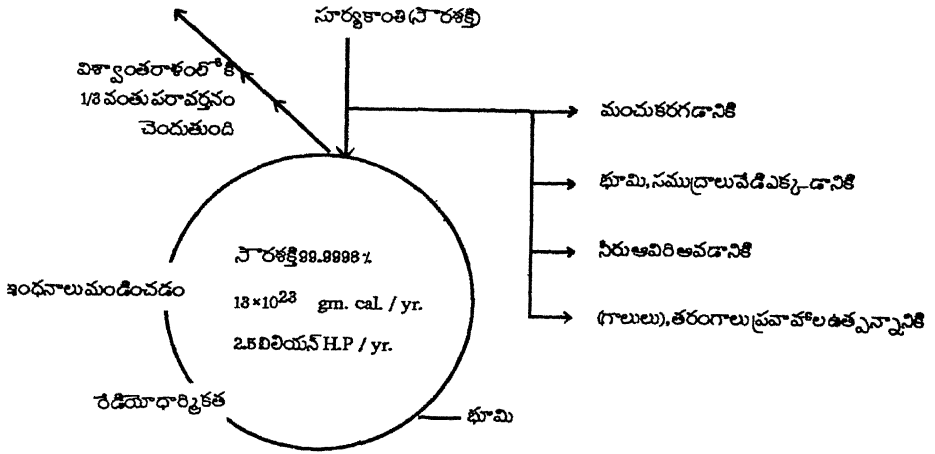 సూర్యకాంతి (సౌరశక్తి)
విశ్వాంతరాళంలోకి
1/3 వంతు పరావర్తనం
చెందుతుంది
మంచు కరగడానికి
భూమి, సముద్రాలు వేడి ఎక్కడానికి
నీరు ఆవిరి అవడానికి
(గాలులు), తరంగాలు ప్రవాహాల ఉత్పన్నానికి
సౌరశక్తి 99.9998 %
13×10²³ gm. cal. / yr.
2.5 బిలియన్ H.P / yr.
ఇంధనాలు మండించడం
రేడియోధార్మికత
భూమి